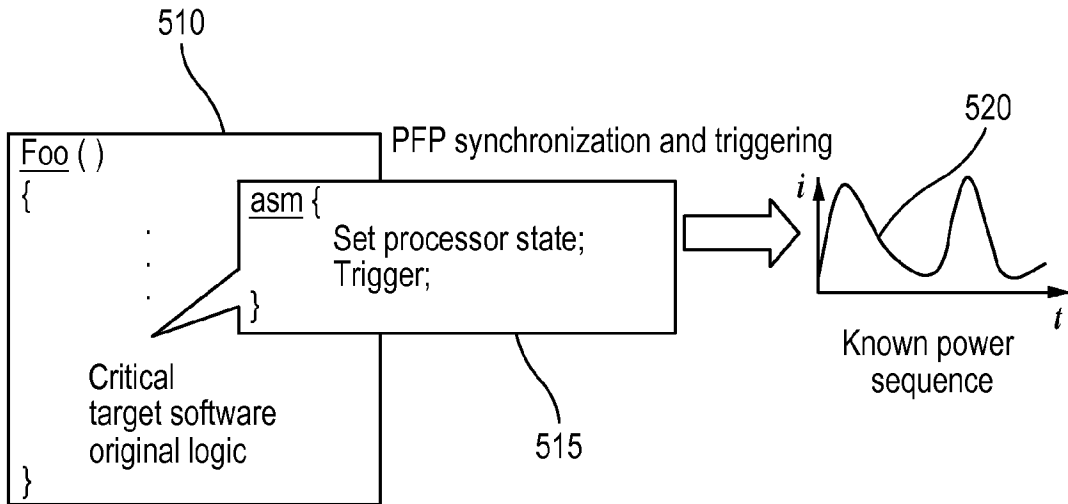 510
Foo ( )
{
.
.
.
PFP synchronization and triggering
asm {
Set processor state;
Trigger;
}
Critical
target software
original logic
}
515
520
i
t
Known power
sequence